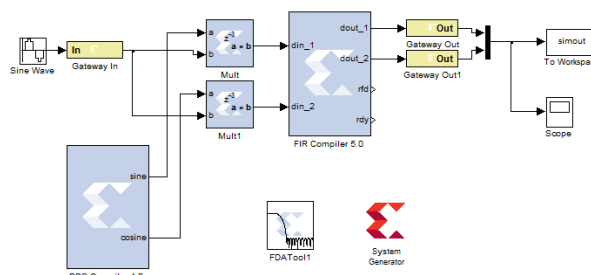 Sine Wave
In
Gateway In
a
b
z-3
a × b
Mult
a
b
z-3
a × b
Mult1
din_1
din_2
dout_1
dout_2
rfd
rdy
FIR Compiler 5.0
Out
Gateway Out
Out
Gateway Out1
simout
To Workspac
Scope
sine
cosine
FDATool1
System
Generator